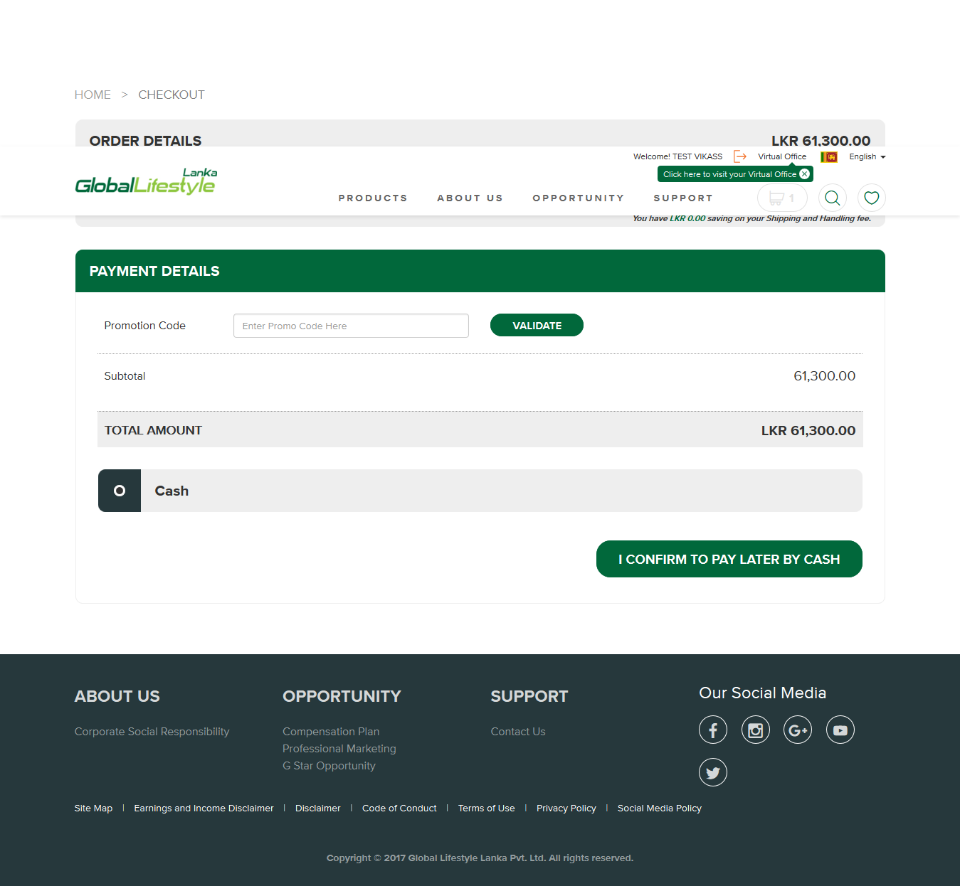 HOME > CHECKOUT
ORDER DETAILS LKR 61,300.00
Welcome! TEST VIKASS Virtual Office English
Click here to visit your Virtual Office
GlobalLifestyle Lanka
PRODUCTS ABOUT US OPPORTUNITY SUPPORT 1
You have LKR 0.00 saving on your Shipping and Handling fee.
PAYMENT DETAILS
Promotion Code Enter Promo Code Here VALIDATE
Subtotal 61,300.00
TOTAL AMOUNT LKR 61,300.00
Cash
I CONFIRM TO PAY LATER BY CASH
ABOUT US OPPORTUNITY SUPPORT Our Social Media
Corporate Social Responsibility Compensation Plan Contact Us
Professional Marketing
G Star Opportunity
Site Map | Earnings and Income Disclaimer | Disclaimer | Code of Conduct | Terms of Use | Privacy Policy | Social Media Policy
Copyright © 2017 Global Lifestyle Lanka Pvt. Ltd. All rights reserved.